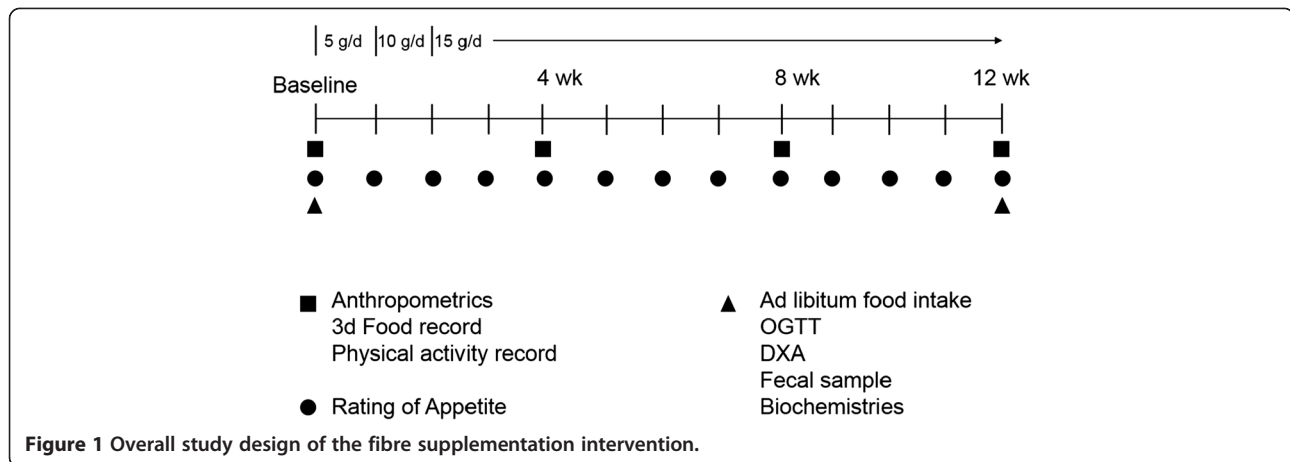 5 g/d 10 g/d 15 g/d
Baseline 4 wk 8 wk 12 wk
Anthropometrics
3d Food record
Physical activity record
Rating of Appetite
Ad libitum food intake
OGTT
DXA
Fecal sample
Biochemistries
Figure 1 Overall study design of the fibre supplementation intervention.